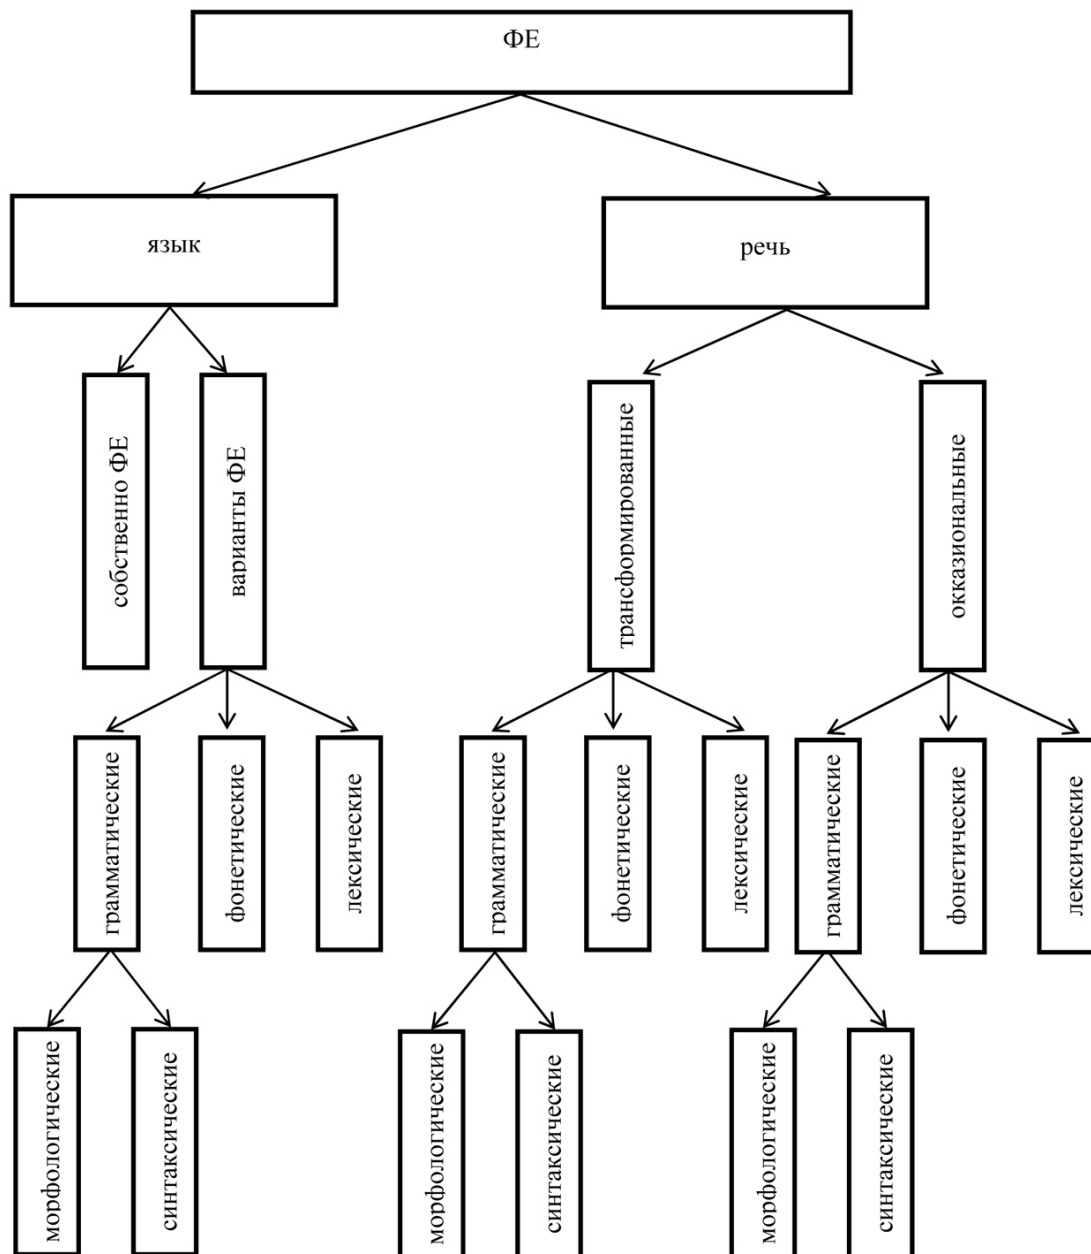 ФЕ
язык
речь
собственно ФЕ
варианты ФЕ
трансформированные
окказиональные
грамматические
фонетические
лексические
грамматические
фонетические
лексические
грамматические
фонетические
лексические
морфологические
синтаксические
морфологические
синтаксические
морфологические
синтаксические